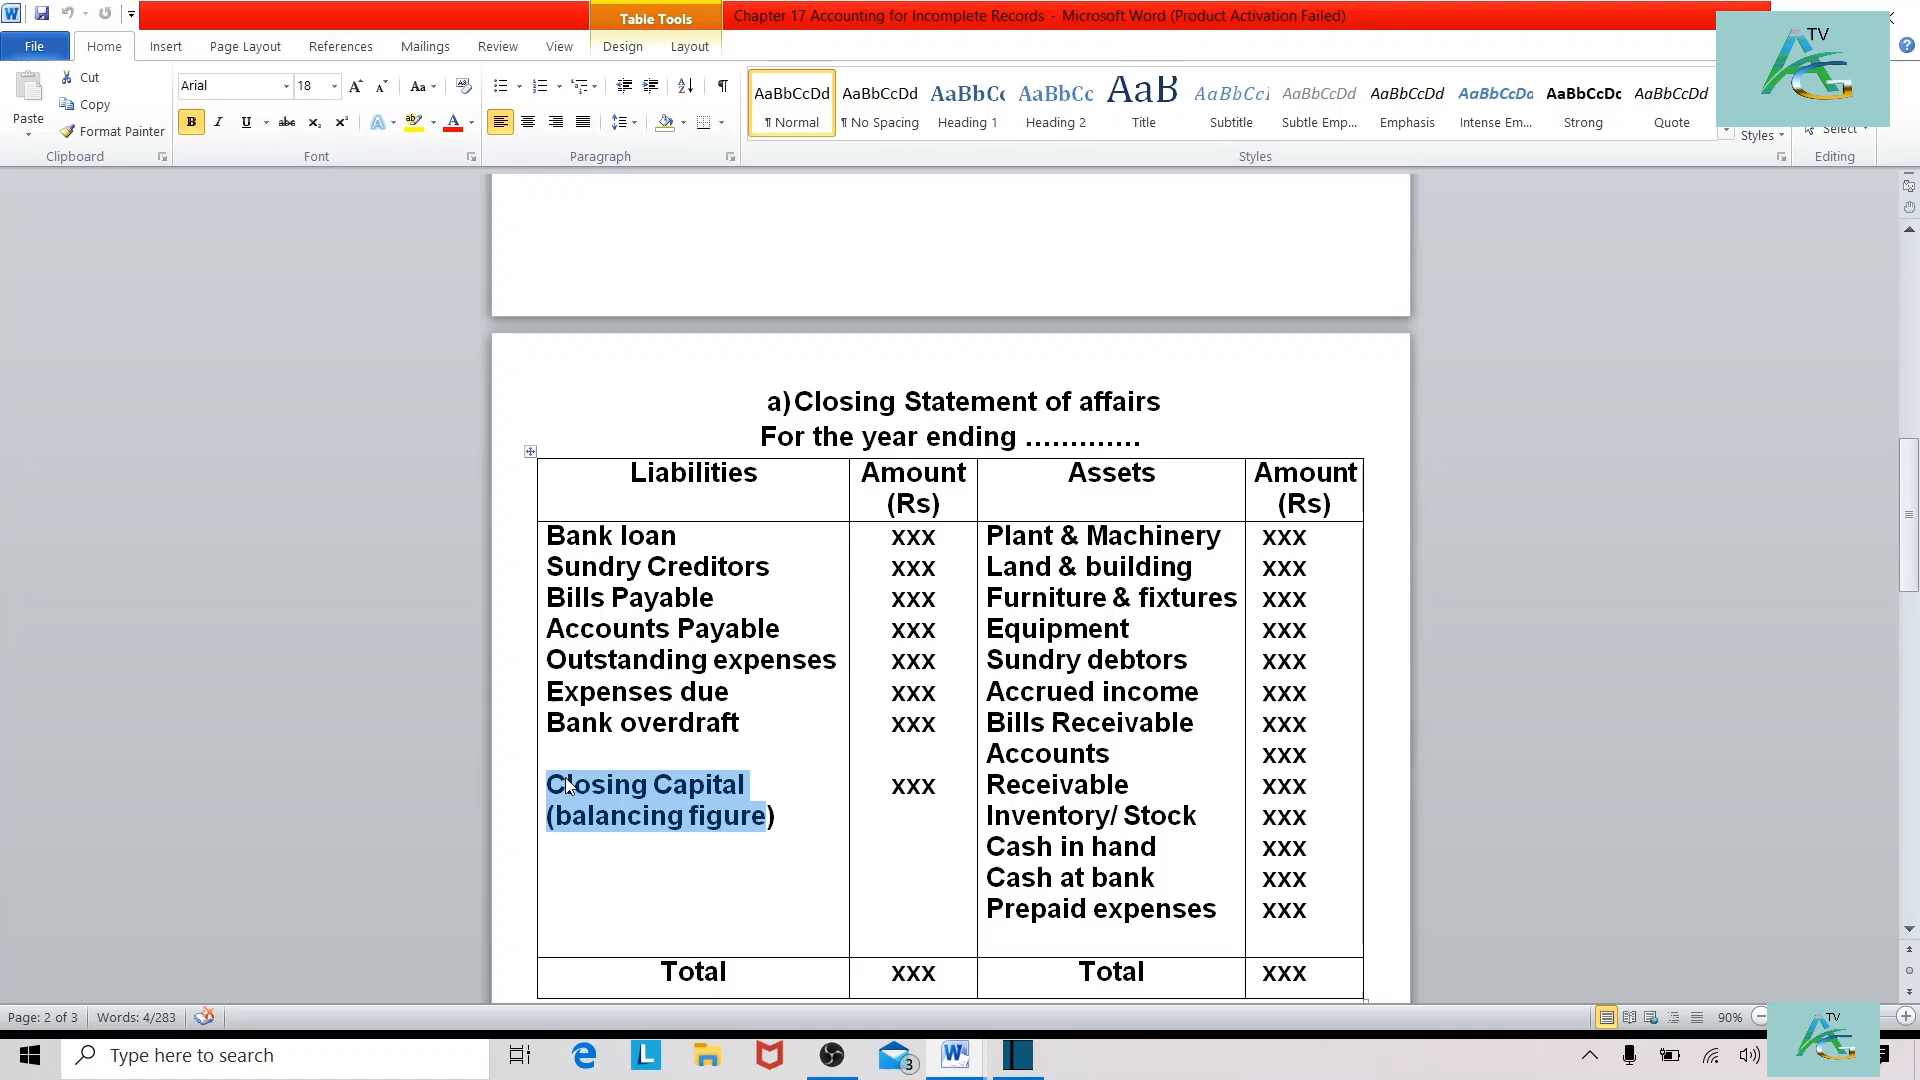 Table Tools
Chapter 17 Accounting for Incomplete Records - Microsoft Word (Product Activation Failed)
TV
File Home Insert Page Layout References Mailings Review View Design Layout
Paste
Cut
Copy
Format Painter
Clipboard
Arial 18
Font
Paragraph
AaBbCcDd AaBbCcDd AaBbCc AaBbCc AaB AaBbCcI AaBbCcDd AaBbCcDd AaBbCcDd AaBbCcDc AaBbCcDd
¶ Normal ¶ No Spacing Heading 1 Heading 2 Title Subtitle Subtle Emp... Emphasis Intense Em... Strong Quote
Styles
Styles
Select
Editing
a)Closing Statement of affairs
For the year ending .............
Liabilities Amount (Rs) Assets Amount (Rs)
Bank loan xxx Plant & Machinery xxx
Sundry Creditors xxx Land & building xxx
Bills Payable xxx Furniture & fixtures xxx
Accounts Payable xxx Equipment xxx
Outstanding expenses xxx Sundry debtors xxx
Expenses due xxx Accrued income xxx
Bank overdraft xxx Bills Receivable xxx
Accounts xxx
Closing Capital xxx Receivable xxx
(balancing figure) Inventory/ Stock xxx
Cash in hand xxx
Cash at bank xxx
Prepaid expenses xxx
Total xxx Total xxx
Page: 2 of 3 Words: 4/283 90%
TV
Type here to search
3